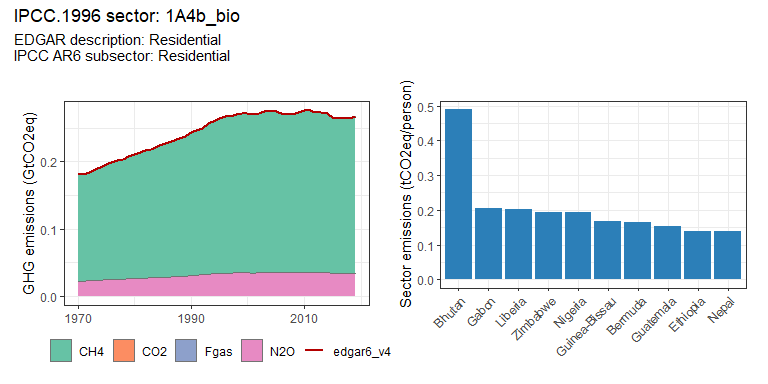 IPCC.1996 sector: 1A4b_bio
EDGAR description: Residential
IPCC AR6 subsector: Residential
GHG emissions (GtCO2eq)
0.2
0.1
0.0
1970
1990
2010
CH4
CO2
Fgas
N2O
edgar6_v4
Sector emissions (tCO2eq/person)
0.5
0.4
0.3
0.2
0.1
0.0
Bhutan
Gabon
Liberia
Zimbabwe
Nigeria
Guinea-Bissau
Bermuda
Guatemala
Ethiopia
Nepal